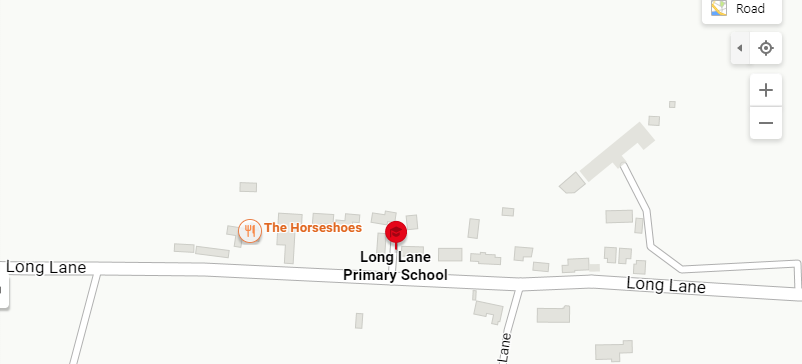 Road
The Horseshoes
Long Lane
Primary School
Long Lane
Long Lane
Lane